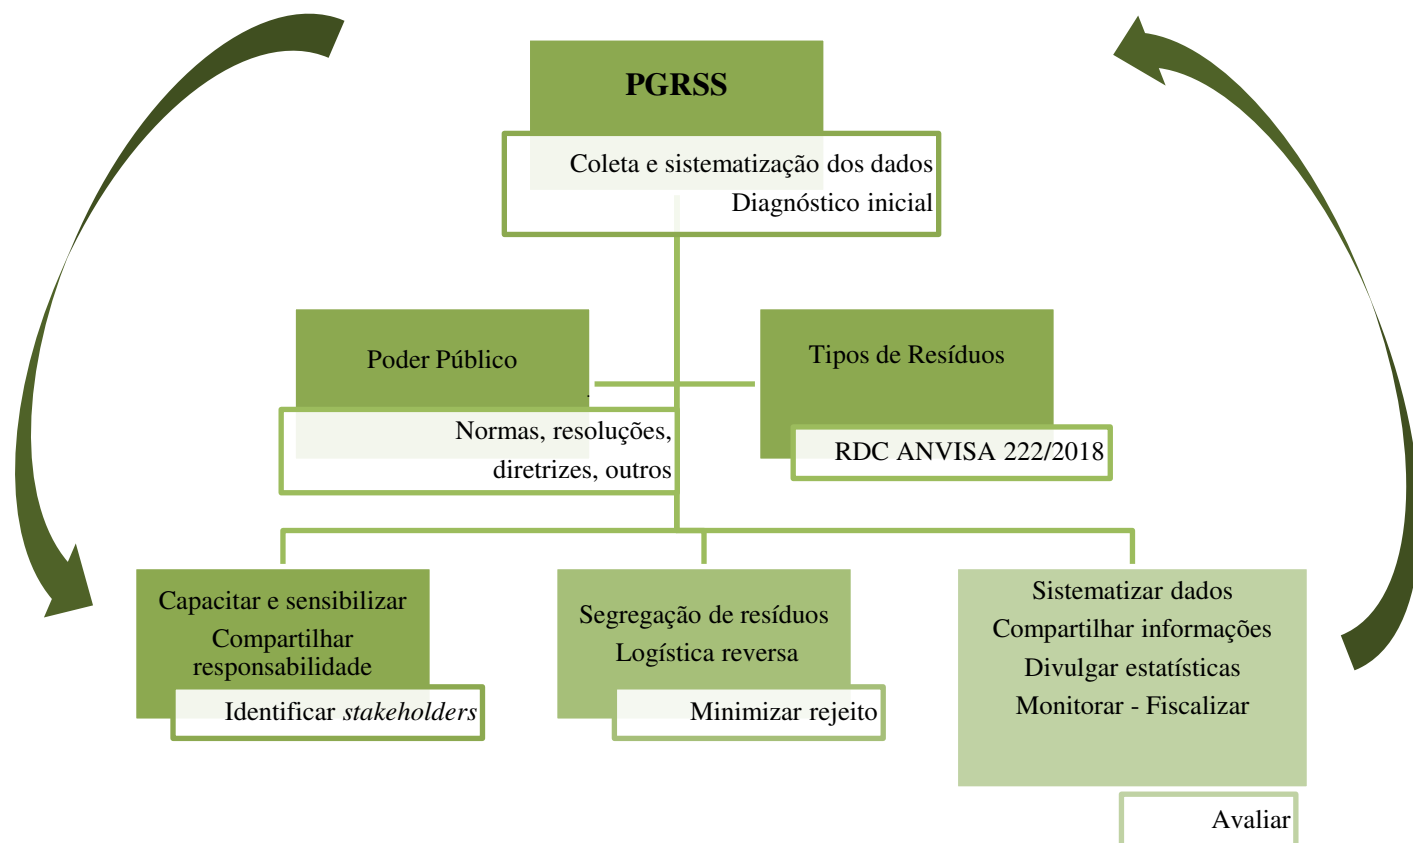 PGRSS
Coleta e sistematização dos dados
Diagnóstico inicial
Poder Público
.
Normas, resoluções,
diretrizes, outros
Tipos de Resíduos
RDC ANVISA 222/2018
Capacitar e sensibilizar
Compartilhar
responsabilidade
Identificar stakeholders
Segregação de resíduos
Logística reversa
Minimizar rejeito
Sistematizar dados
Compartilhar informações
Divulgar estatísticas
Monitorar - Fiscalizar
Avaliar